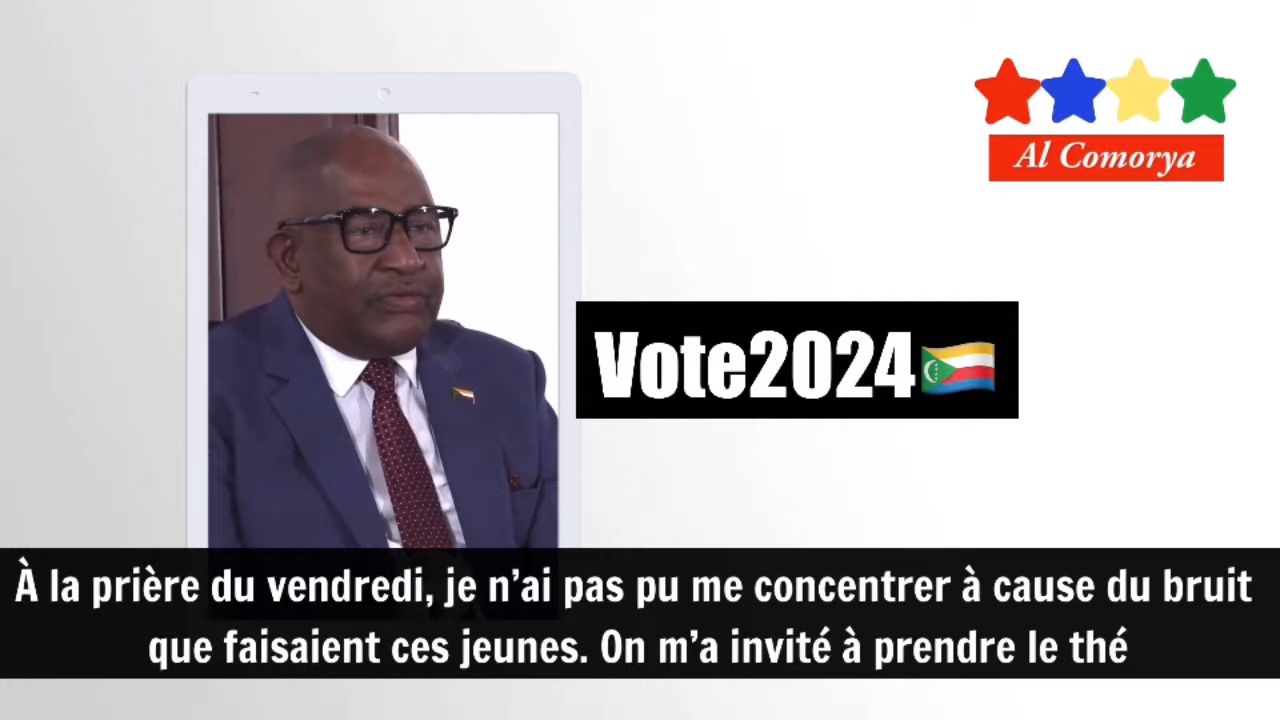 Al Comorya
Vote2024
À la prière du vendredi, je n’ai pas pu me concentrer à cause du bruit
que faisaient ces jeunes. On m’a invité à prendre le thé